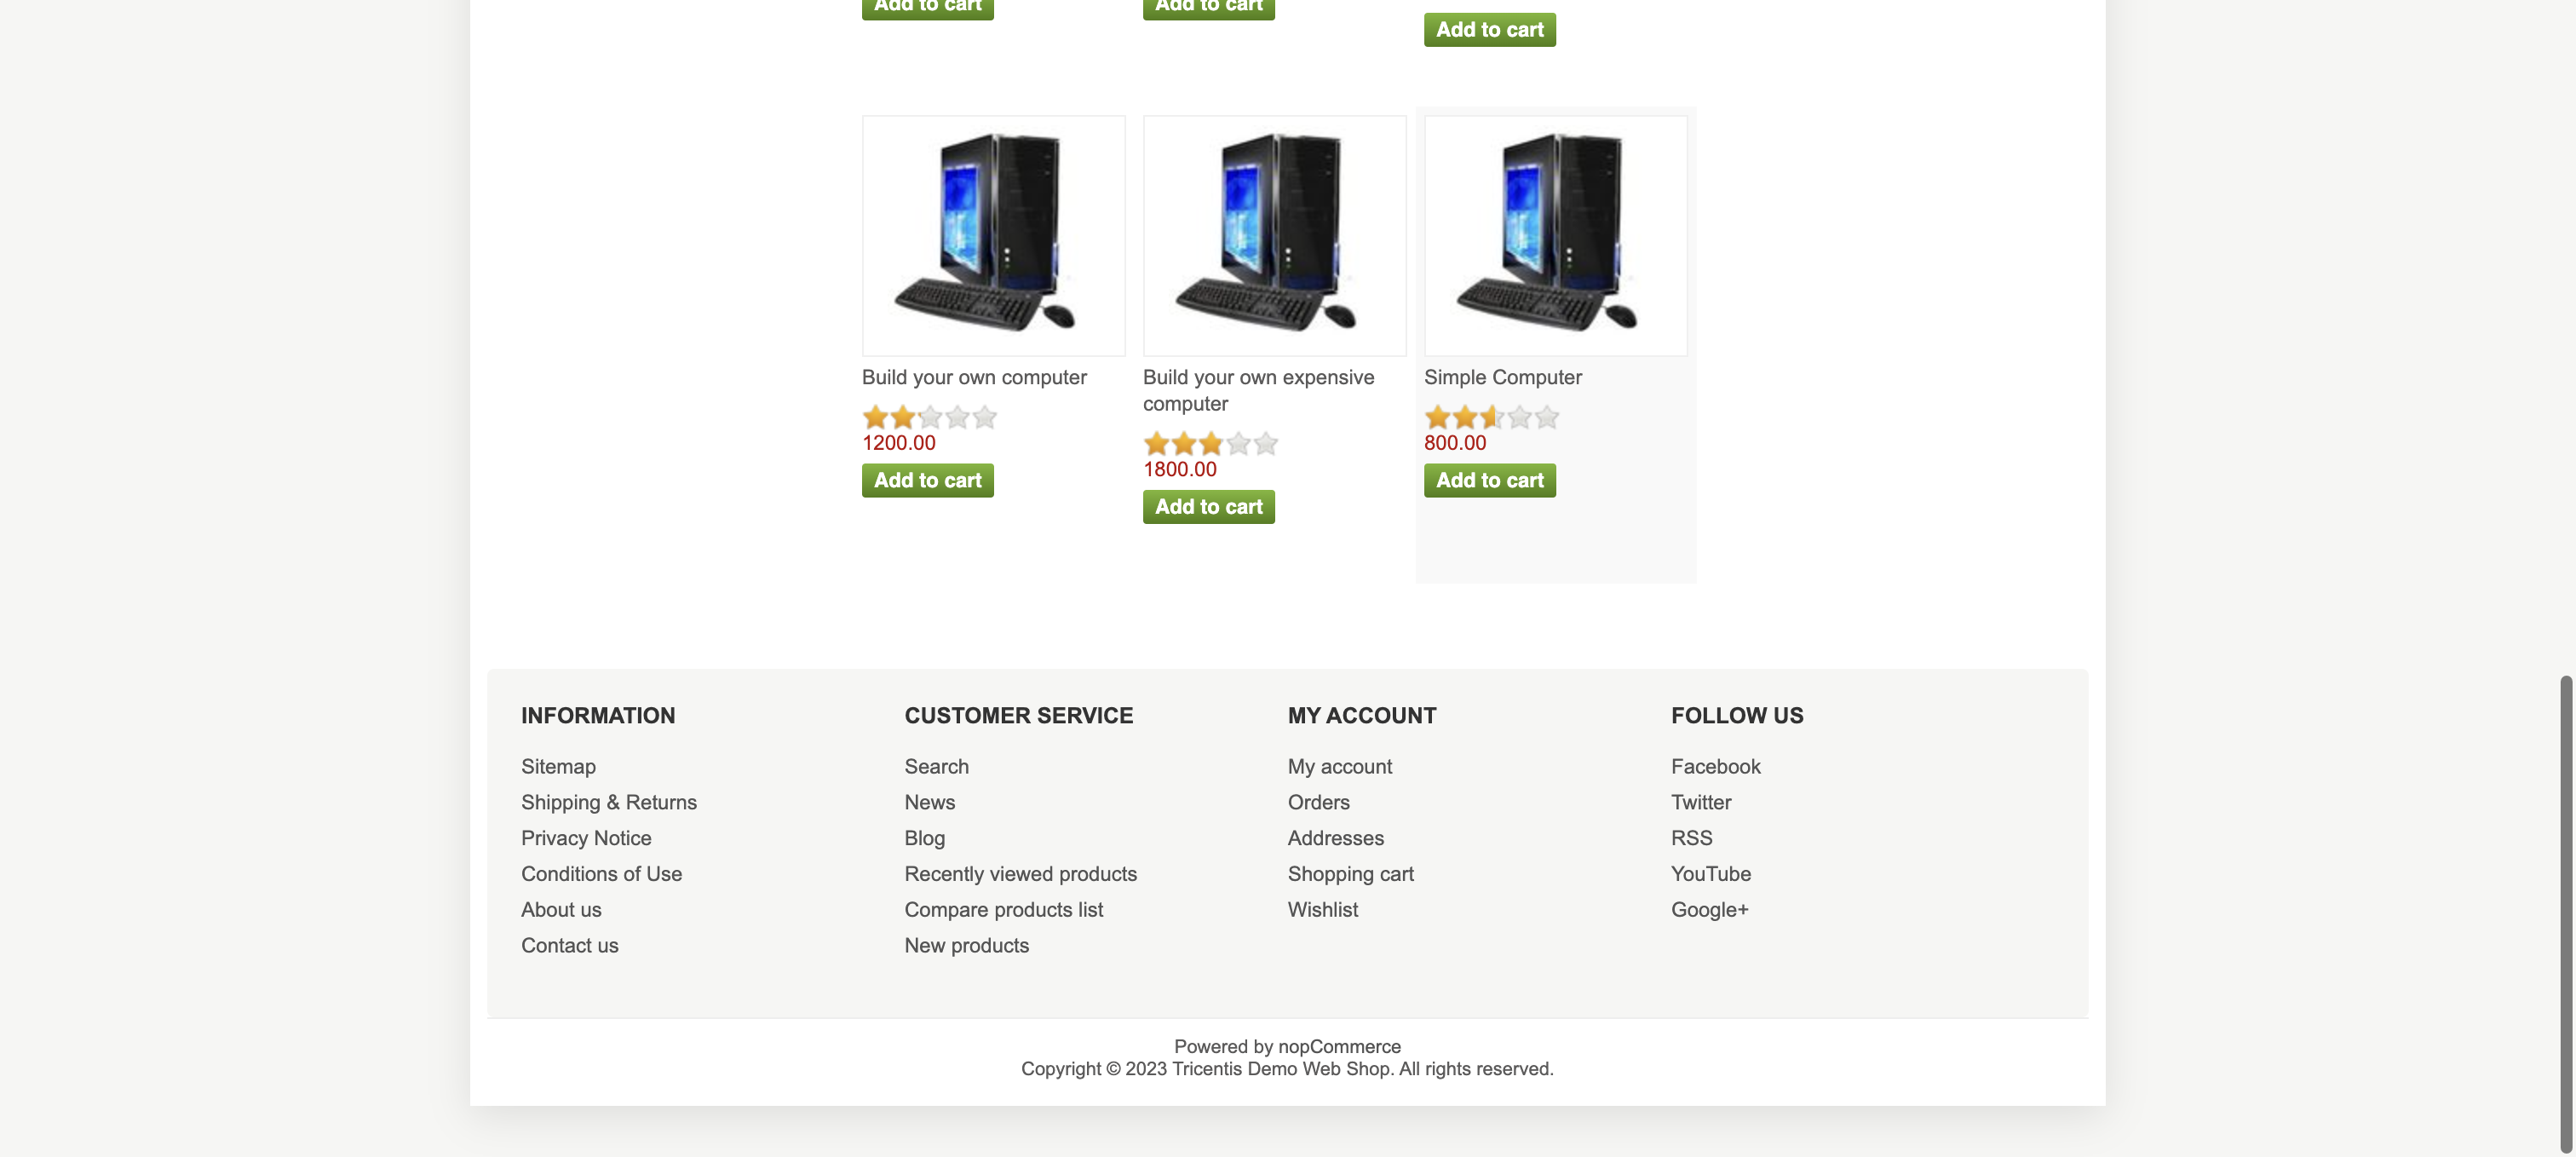 Add to cart
Add to cart
Add to cart
Build your own computer
1200.00
Add to cart
Build your own expensive
computer
1800.00
Add to cart
Simple Computer
800.00
Add to cart
INFORMATION
Sitemap
Shipping & Returns
Privacy Notice
Conditions of Use
About us
Contact us
CUSTOMER SERVICE
Search
News
Blog
Recently viewed products
Compare products list
New products
MY ACCOUNT
My account
Orders
Addresses
Shopping cart
Wishlist
FOLLOW US
Facebook
Twitter
RSS
YouTube
Google+
Powered by nopCommerce
Copyright © 2023 Tricentis Demo Web Shop. All rights reserved.